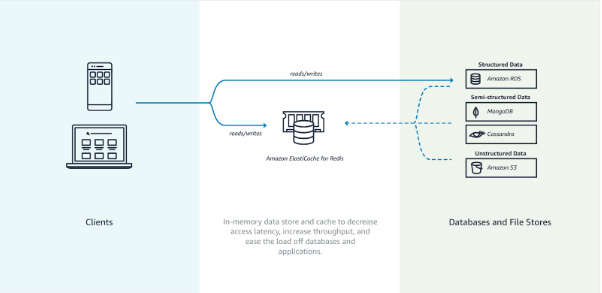 Structured Data
reads/writes
Amazon RDS
Semi-structured Data
MongoDB
reads/writes
Cassandra
Amazon ElastiCache for Redis
Unstructured Data
Amazon S3
Clients
In-memory data store and cache to decrease
access latency, increase throughput, and
ease the load off databases and
applications.
Databases and File Stores